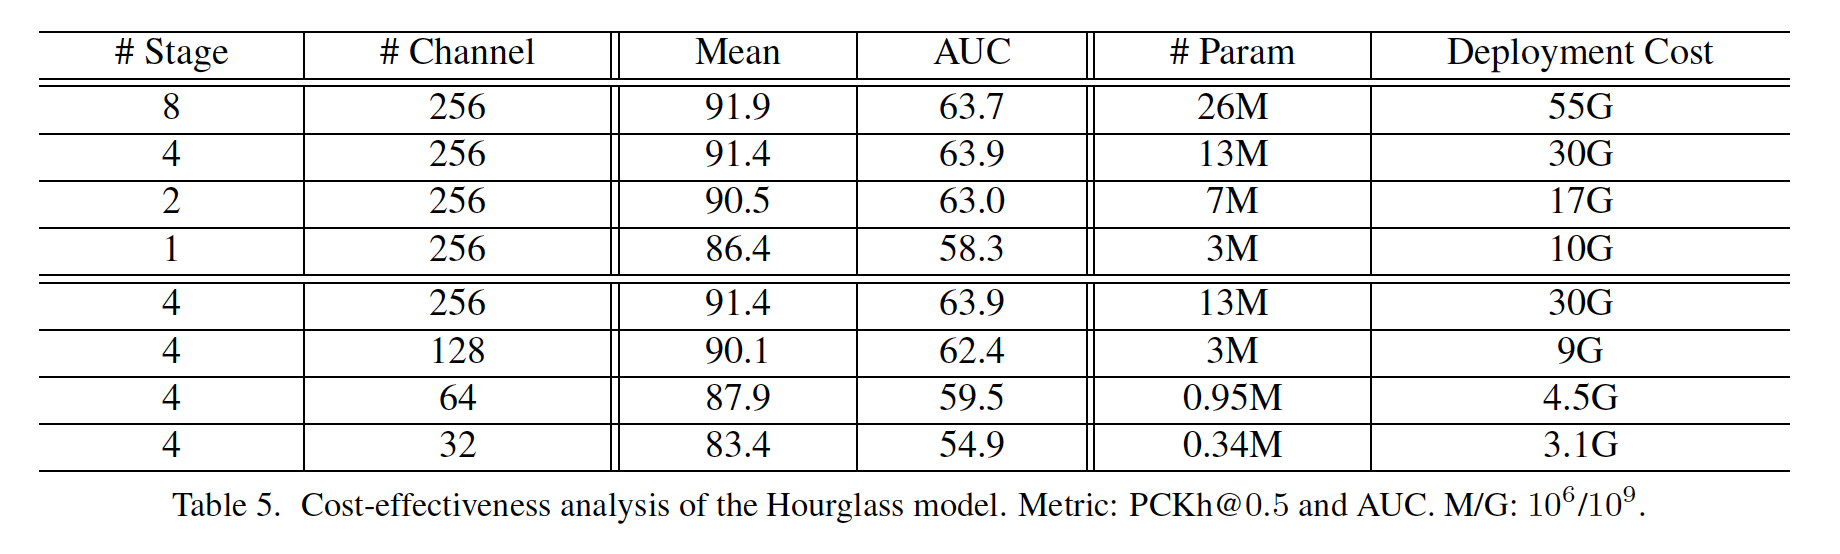 # Stage # Channel Mean AUC # Param Deployment Cost
8 256 91.9 63.7 26M 55G
4 256 91.4 63.9 13M 30G
2 256 90.5 63.0 7M 17G
1 256 86.4 58.3 3M 10G
4 256 91.4 63.9 13M 30G
4 128 90.1 62.4 3M 9G
4 64 87.9 59.5 0.95M 4.5G
4 32 83.4 54.9 0.34M 3.1G
Table 5. Cost-effectiveness analysis of the Hourglass model. Metric: PCKh@0.5 and AUC. M/G: 10⁶/10⁹.